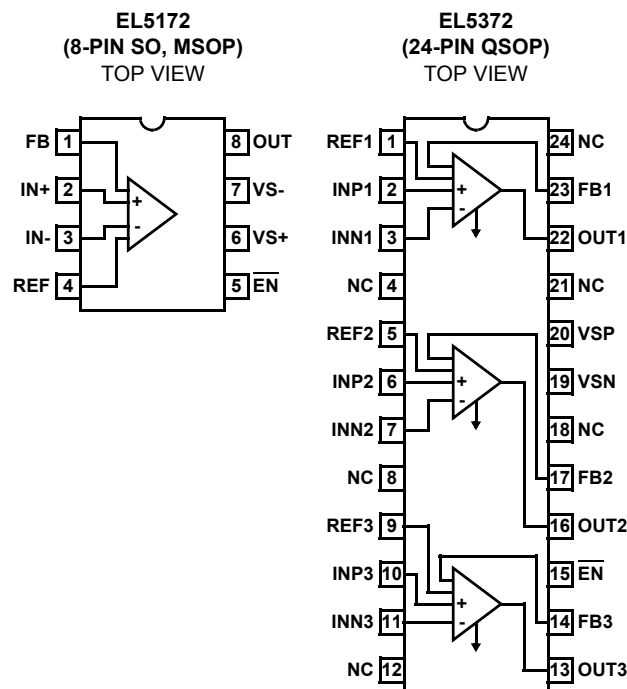 EL5172
(8-PIN SO, MSOP)
TOP VIEW
FB 1
IN+ 2
IN- 3
REF 4
8 OUT
7 VS-
6 VS+
5 E̅N̅
+
-
EL5372
(24-PIN QSOP)
TOP VIEW
REF1 1
INP1 2
INN1 3
NC 4
REF2 5
INP2 6
INN2 7
NC 8
REF3 9
INP3 10
INN3 11
NC 12
24 NC
23 FB1
22 OUT1
21 NC
20 VSP
19 VSN
18 NC
17 FB2
16 OUT2
15 E̅N̅
14 FB3
13 OUT3
+
-
+
-
+
-